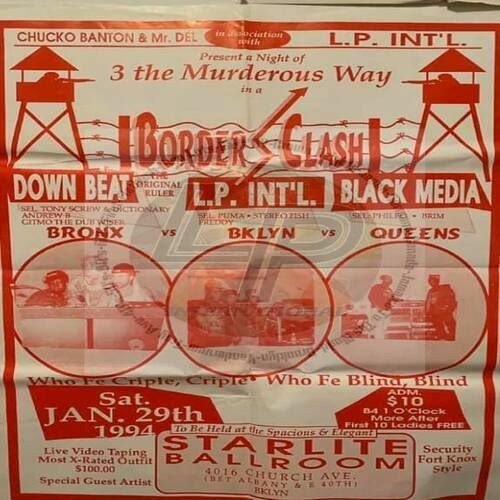 CHUCKO BANTON & Mr. DEL in association with L.P. INT'L.
Present a Night of
3 the Murderous Way
in a
BORDER CLASH
DOWN BEAT THE ORIGINAL RULER L.P. INT'L. BLACK MEDIA
SEL. TONY SCREW & DICTIONARY
ANDREW B
GITMO THE DUB WISER
SEL. PUMA • STEREO FISH
FREDDY
SEL. PHILBO • BRIM
BRONX vs BKLYN vs QUEENS
Who Fe Criple, Criple • Who Fe Blind, Blind
Sat.
JAN. 29th
1994
ADM.
$10
B4 1 O'Clock
More After
First 10 Ladies FREE
To Be Held at the Spacious & Elegant
STARLITE
BALLROOM
4016 CHURCH AVE.
(BET ALBANY & E 40TH)
BKLYN
Live Video Taping
Most X-Rated Outfit
$100.00
Special Guest Artist
Security
Fort Knox
Style